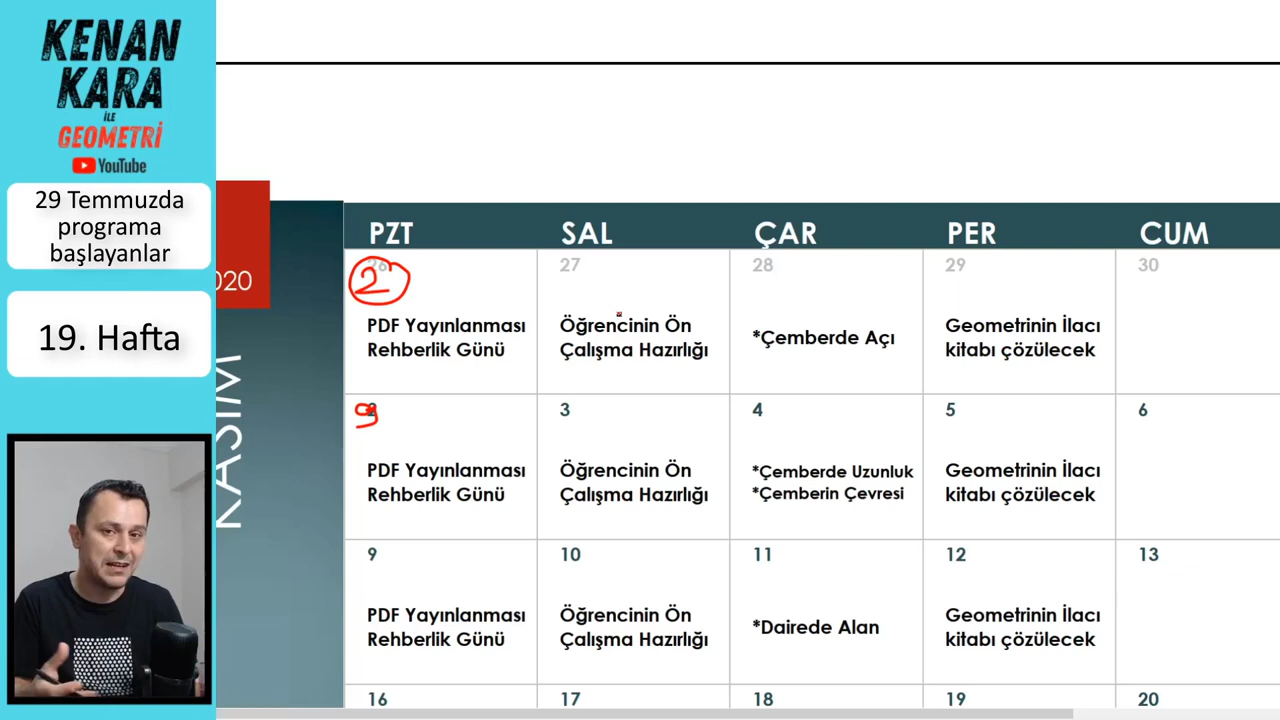 KENAN
KARA
İLE
GEOMETRİ
YouTube
29 Temmuzda
programa
başlayanlar
19. Hafta
020
KASIM
PZT SAL ÇAR PER CUM
26 27 28 29 30
2
PDF Yayınlanması
Rehberlik Günü
Öğrencinin Ön
Çalışma Hazırlığı
*Çemberde Açı
Geometrinin İlacı
kitabı çözülecek
2 3 4 5 6
9
PDF Yayınlanması
Rehberlik Günü
Öğrencinin Ön
Çalışma Hazırlığı
*Çemberde Uzunluk
*Çemberin Çevresi
Geometrinin İlacı
kitabı çözülecek
9 10 11 12 13
PDF Yayınlanması
Rehberlik Günü
Öğrencinin Ön
Çalışma Hazırlığı
*Dairede Alan
Geometrinin İlacı
kitabı çözülecek
16 17 18 19 20